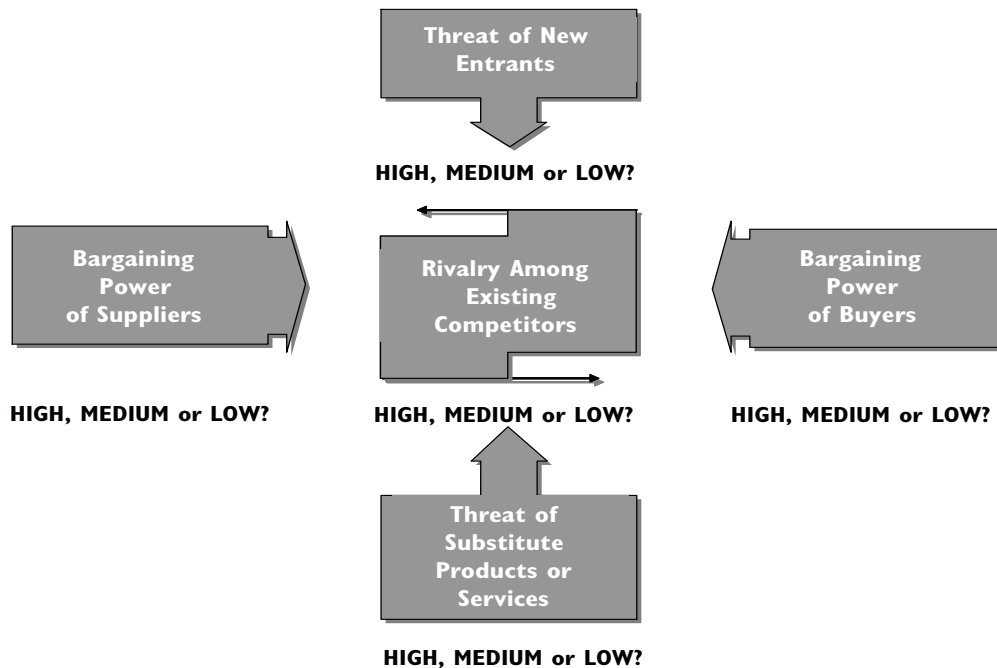 Threat of New
Entrants
HIGH, MEDIUM or LOW?
Bargaining
Power
of Suppliers
HIGH, MEDIUM or LOW?
Rivalry Among
Existing
Competitors
HIGH, MEDIUM or LOW?
Bargaining
Power
of Buyers
HIGH, MEDIUM or LOW?
Threat of
Substitute
Products or
Services
HIGH, MEDIUM or LOW?